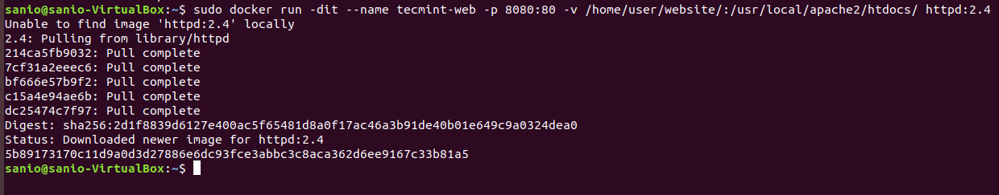 sanio@sanio-VirtualBox:~$ sudo docker run -dit --name tecmint-web -p 8080:80 -v /home/user/website/:/usr/local/apache2/htdocs/ httpd:2.4
Unable to find image 'httpd:2.4' locally
2.4: Pulling from library/httpd
214ca5fb9032: Pull complete
7cf31a2eeec6: Pull complete
bf666e57b9f2: Pull complete
c15a4e94ae6b: Pull complete
dc25474c7f97: Pull complete
Digest: sha256:2d1f8839d6127e400ac5f65481d8a0f17ac46a3b91de40b01e649c9a0324dea0
Status: Downloaded newer image for httpd:2.4
5b89173170c11d9a0d3d27886e6dc93fce3abbc3c8aca362d6ee9167c33b81a5
sanio@sanio-VirtualBox:~$